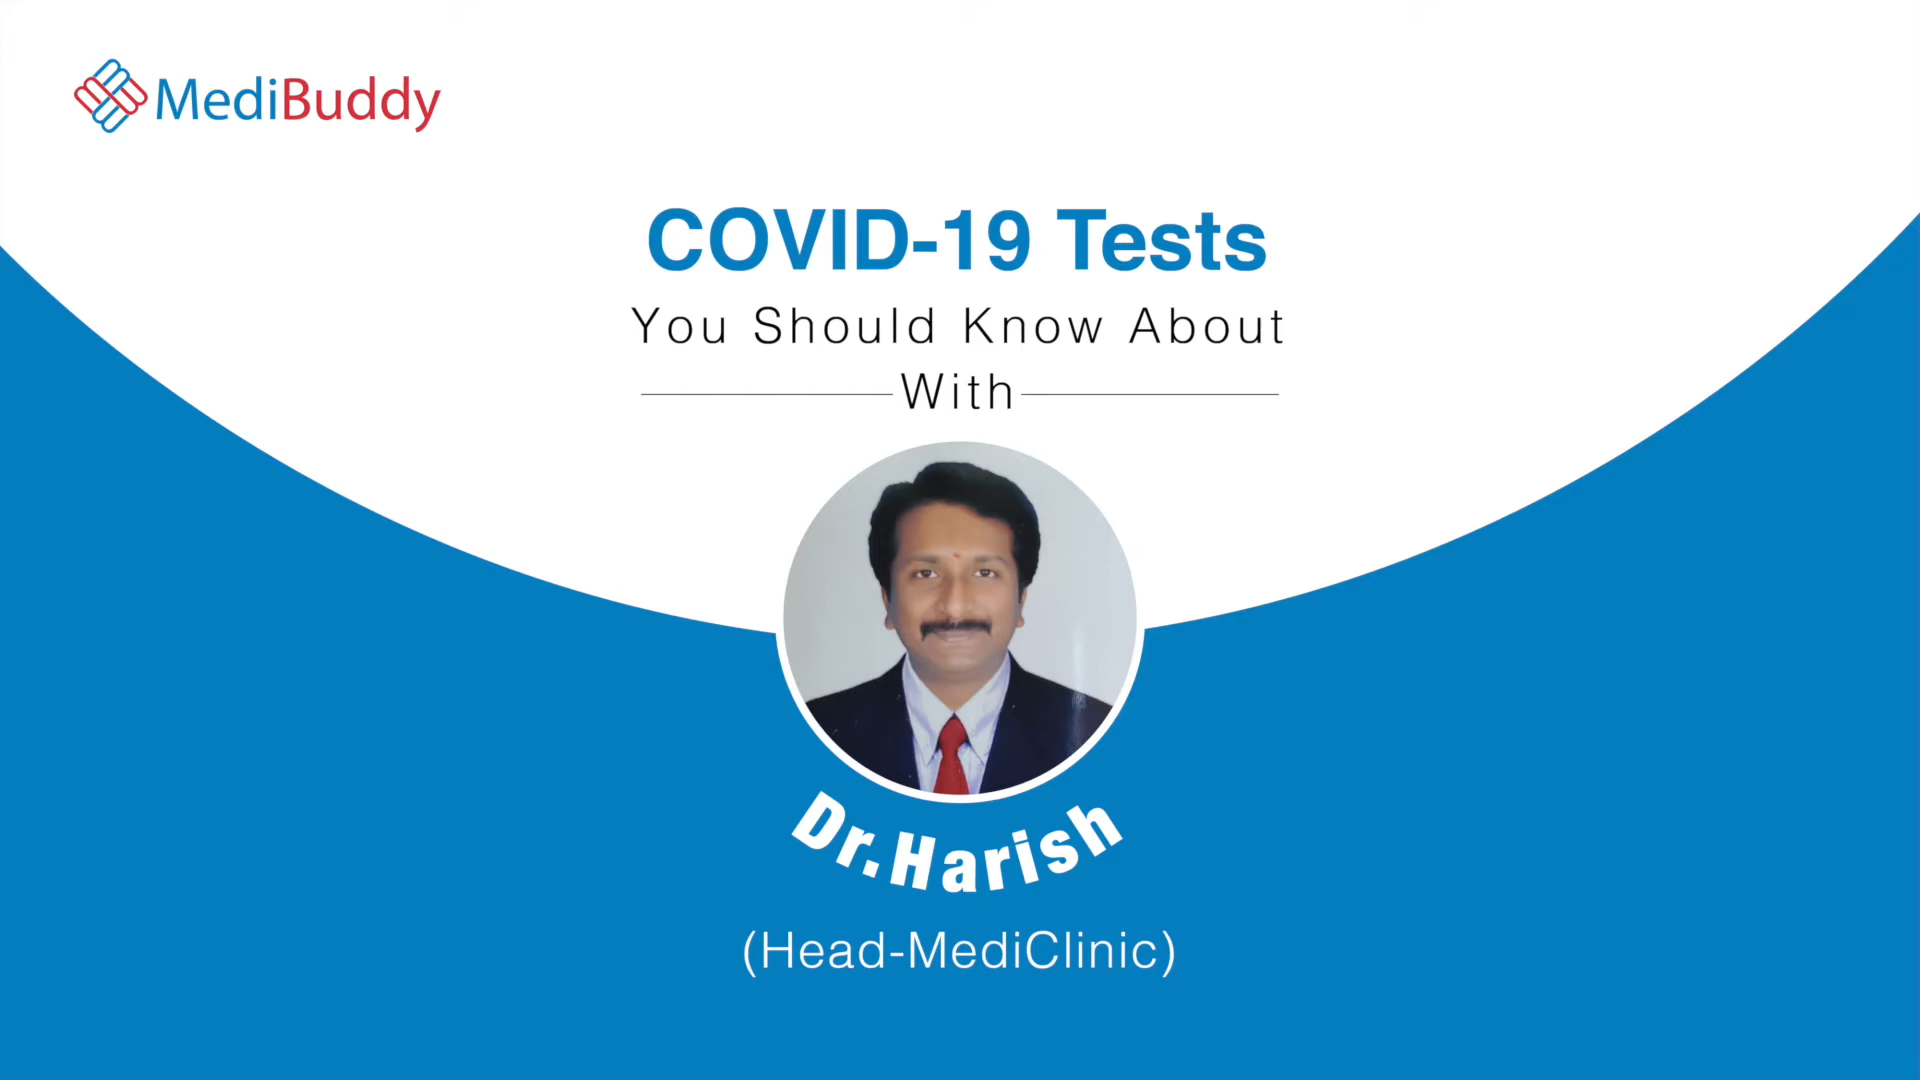 MediBuddy
COVID-19 Tests
You Should Know About
With
Dr.Harish
(Head-MediClinic)